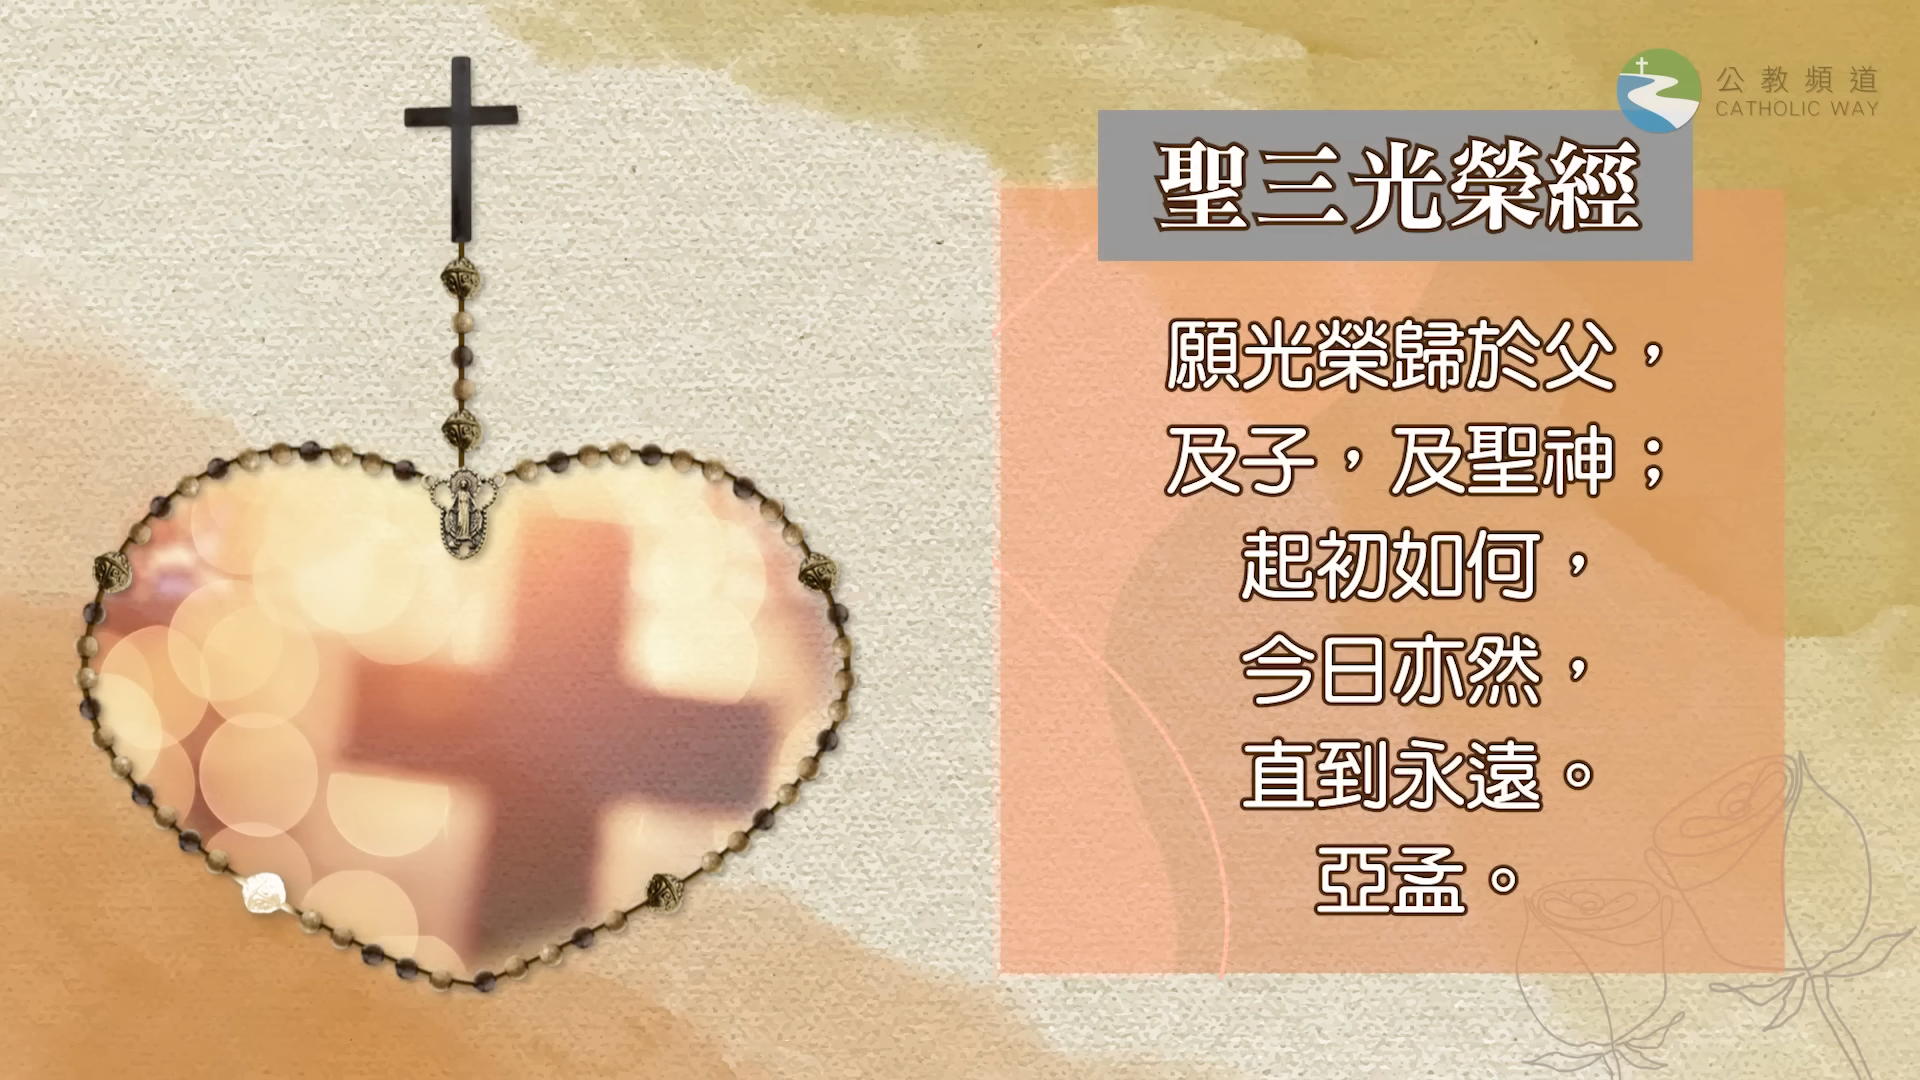 公教頻道
CATHOLIC WAY
聖三光榮經
願光榮歸於父，
及子，及聖神；
起初如何，
今日亦然，
直到永遠。
亞孟。